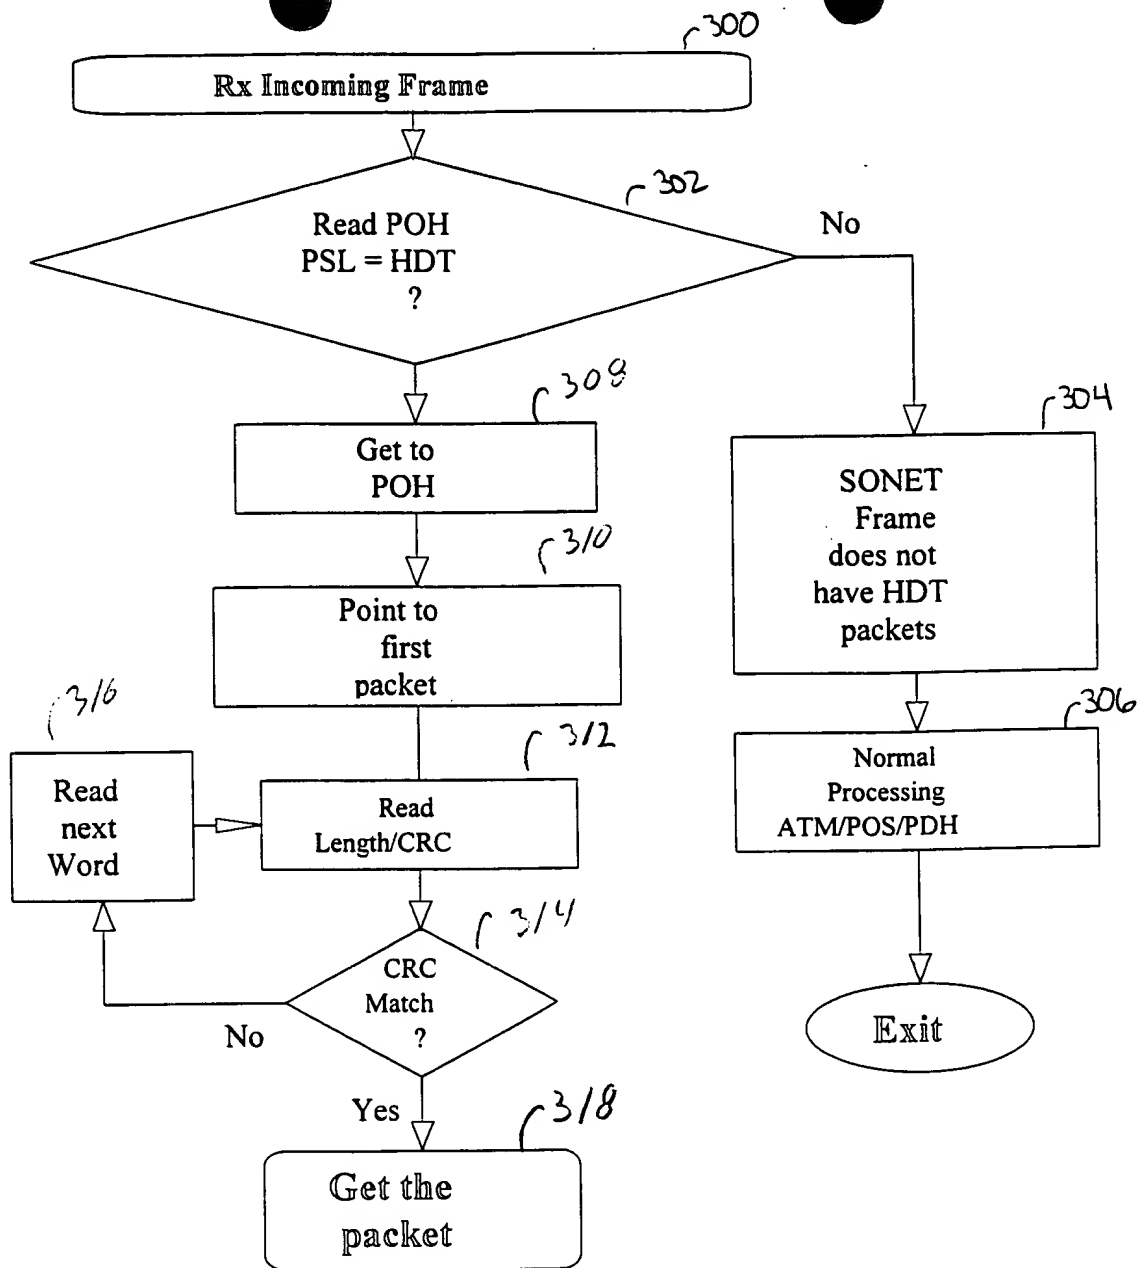 300
Rx Incoming Frame
302
Read POH
PSL = HDT
?
No
308
Get to
POH
304
SONET
Frame
does not
have HDT
packets
310
Point to
first
packet
306
Normal
Processing
ATM/POS/PDH
316
Read
next
Word
312
Read
Length/CRC
314
CRC
Match
?
No
Yes
Exit
318
Get the
packet